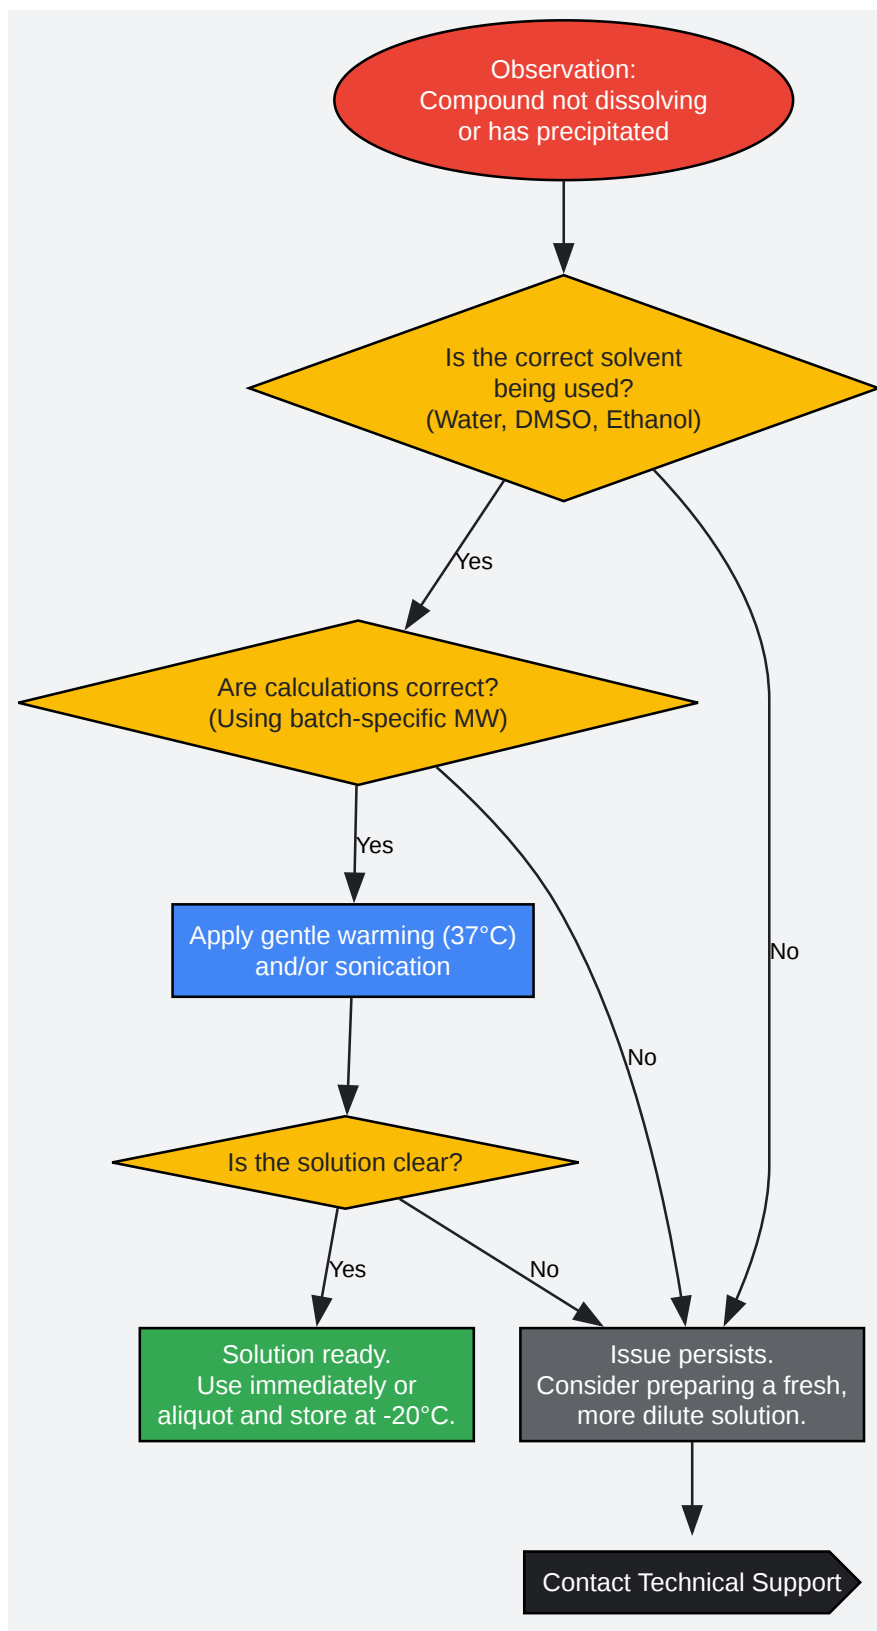 Observation:
Compound not dissolving
or has precipitated
Is the correct solvent
being used?
(Water, DMSO, Ethanol)
Yes
Are calculations correct?
(Using batch-specific MW)
Yes
Apply gentle warming (37°C)
and/or sonication
No
No
Is the solution clear?
Yes
No
Solution ready.
Use immediately or
aliquot and store at -20°C.
Issue persists.
Consider preparing a fresh,
more dilute solution.
Contact Technical Support